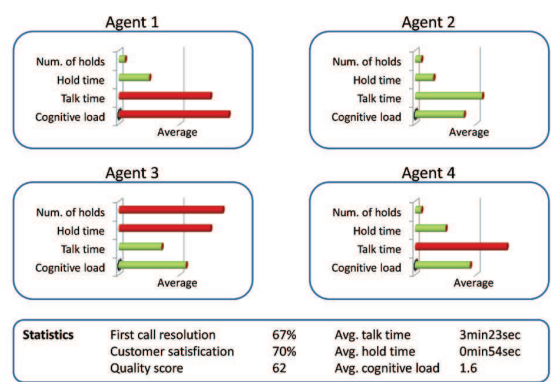 Agent 1
Num. of holds
Hold time
Talk time
Cognitive load
Average
Agent 2
Num. of holds
Hold time
Talk time
Cognitive load
Average
Agent 3
Num. of holds
Hold time
Talk time
Cognitive load
Average
Agent 4
Num. of holds
Hold time
Talk time
Cognitive load
Average
Statistics First call resolution 67% Avg. talk time 3min23sec
Customer satisfication 70% Avg. hold time 0min54sec
Quality score 62 Avg. cognitive load 1.6